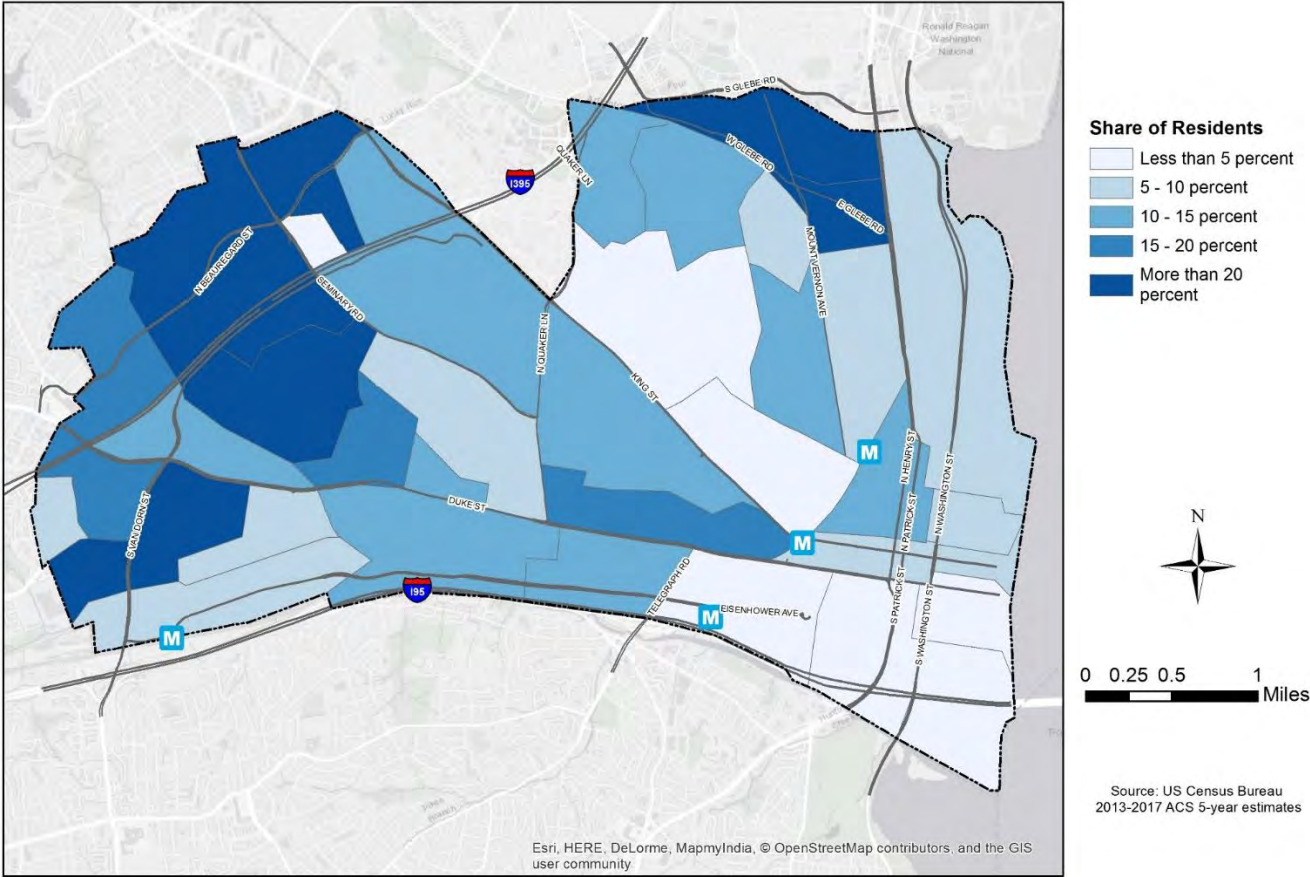 Ronald Reagan
Washington
National
Four
S GLEBE RD
Lucky Run
QUAKER LN
I395
W GLEBE RD
E GLEBE RD
N BEAUREGARD ST
MOUNT VERNON AVE
SEMINARY RD
N QUAKER LN
KING ST
M
N HENRY ST
N WASHINGTON ST
DUKE ST
S VAN DORN ST
N PATRICK ST
M
TELEGRAPH RD
I95
S PATRICK ST
EISENHOWER AVE
M
M
S WASHINGTON ST
Esri, HERE, DeLorme, MapmyIndia, © OpenStreetMap contributors, and the GIS
user community
Share of Residents
Less than 5 percent
5 - 10 percent
10 - 15 percent
15 - 20 percent
More than 20
percent
N
0 0.25 0.5 1
Miles
Source: US Census Bureau
2013-2017 ACS 5-year estimates